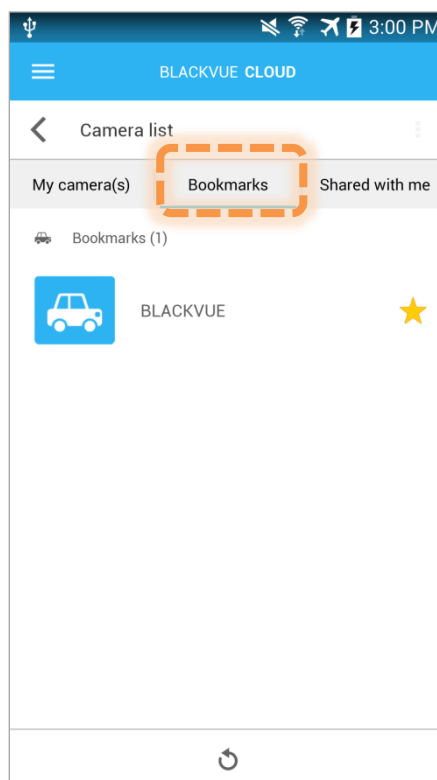 3:00 PM
BLACKVUE CLOUD
Camera list
My camera(s) Bookmarks Shared with me
Bookmarks (1)
BLACKVUE